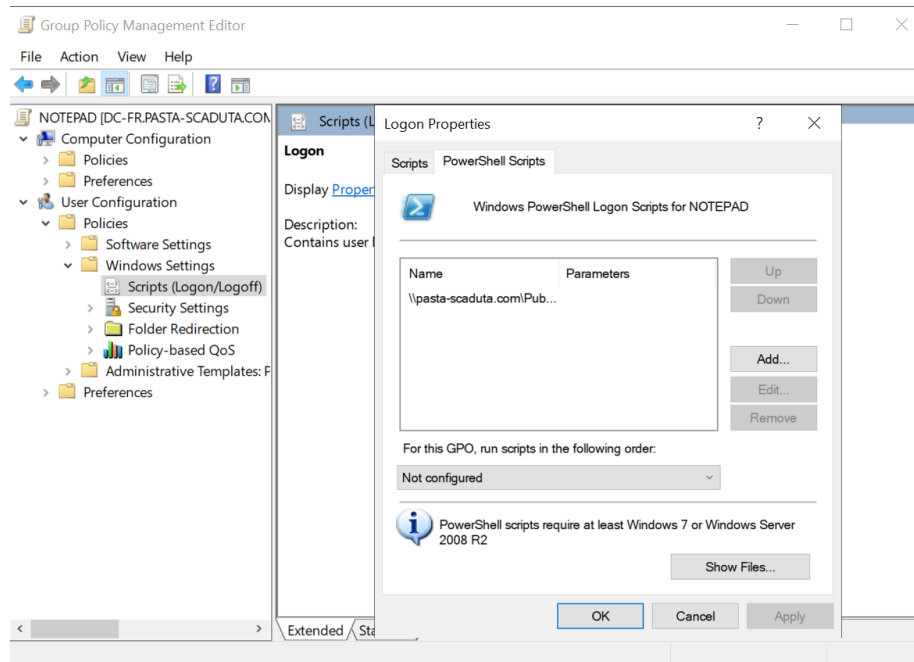 Group Policy Management Editor
File Action View Help
NOTEPAD [DC-FR.PASTA-SCADUTA.CON
Computer Configuration
Policies
Preferences
User Configuration
Policies
Software Settings
Windows Settings
Scripts (Logon/Logoff)
Security Settings
Folder Redirection
Policy-based QoS
Administrative Templates: P
Preferences
Scripts (L
Logon
Display Proper
Description:
Contains user l
Extended Sta
Logon Properties
Scripts PowerShell Scripts
Windows PowerShell Logon Scripts for NOTEPAD
Name Parameters
\\pasta-scaduta.com\Pub...
Up
Down
Add...
Edit...
Remove
For this GPO, run scripts in the following order:
Not configured
PowerShell scripts require at least Windows 7 or Windows Server
2008 R2
Show Files...
OK Cancel Apply